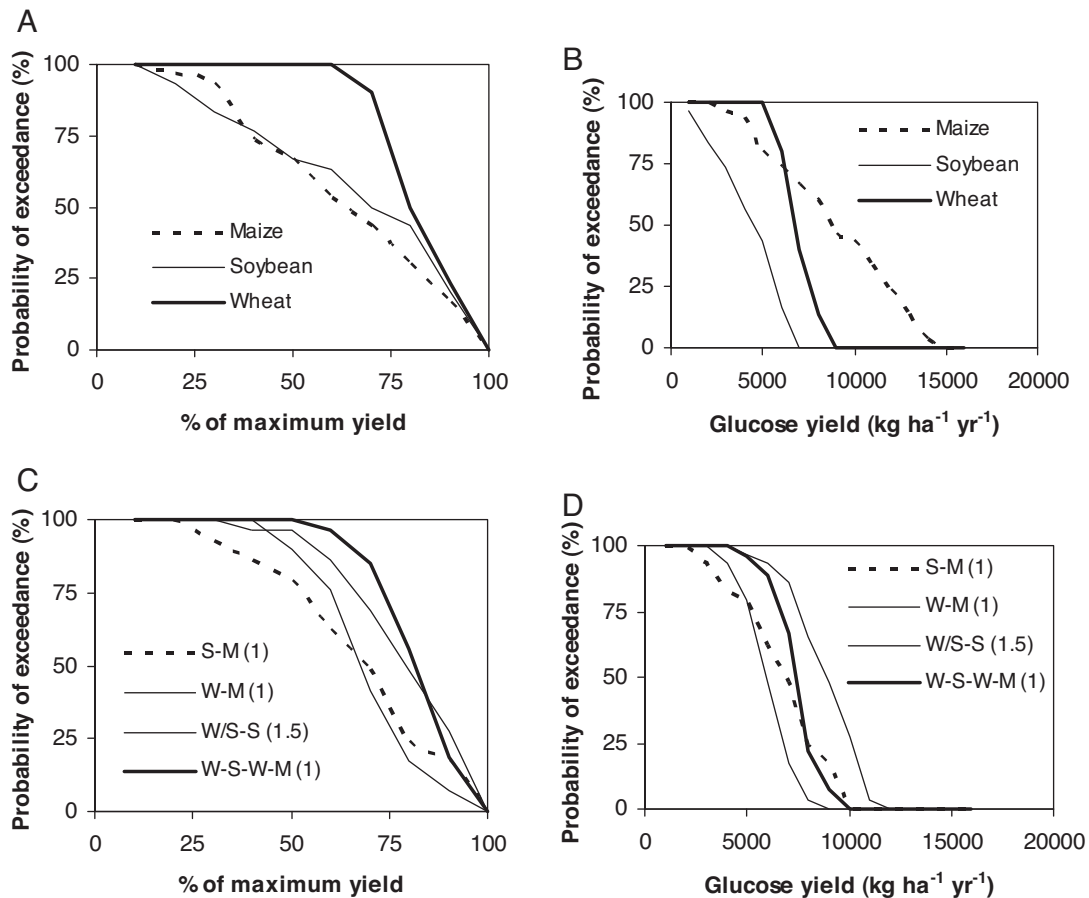 A
Probability of exceedance (%)
100
75
50
25
0
Maize
Soybean
Wheat
0 25 50 75 100
% of maximum yield
B
Probability of exceedance (%)
100
75
50
25
0
Maize
Soybean
Wheat
0 5000 10000 15000 20000
Glucose yield (kg ha⁻¹ yr⁻¹)
C
Probability of exceedance (%)
100
75
50
25
0
S-M (1)
W-M (1)
W/S-S (1.5)
W-S-W-M (1)
0 25 50 75 100
% of maximum yield
D
Probability of exceedance (%)
100
75
50
25
0
S-M (1)
W-M (1)
W/S-S (1.5)
W-S-W-M (1)
0 5000 10000 15000 20000
Glucose yield (kg ha⁻¹ yr⁻¹)